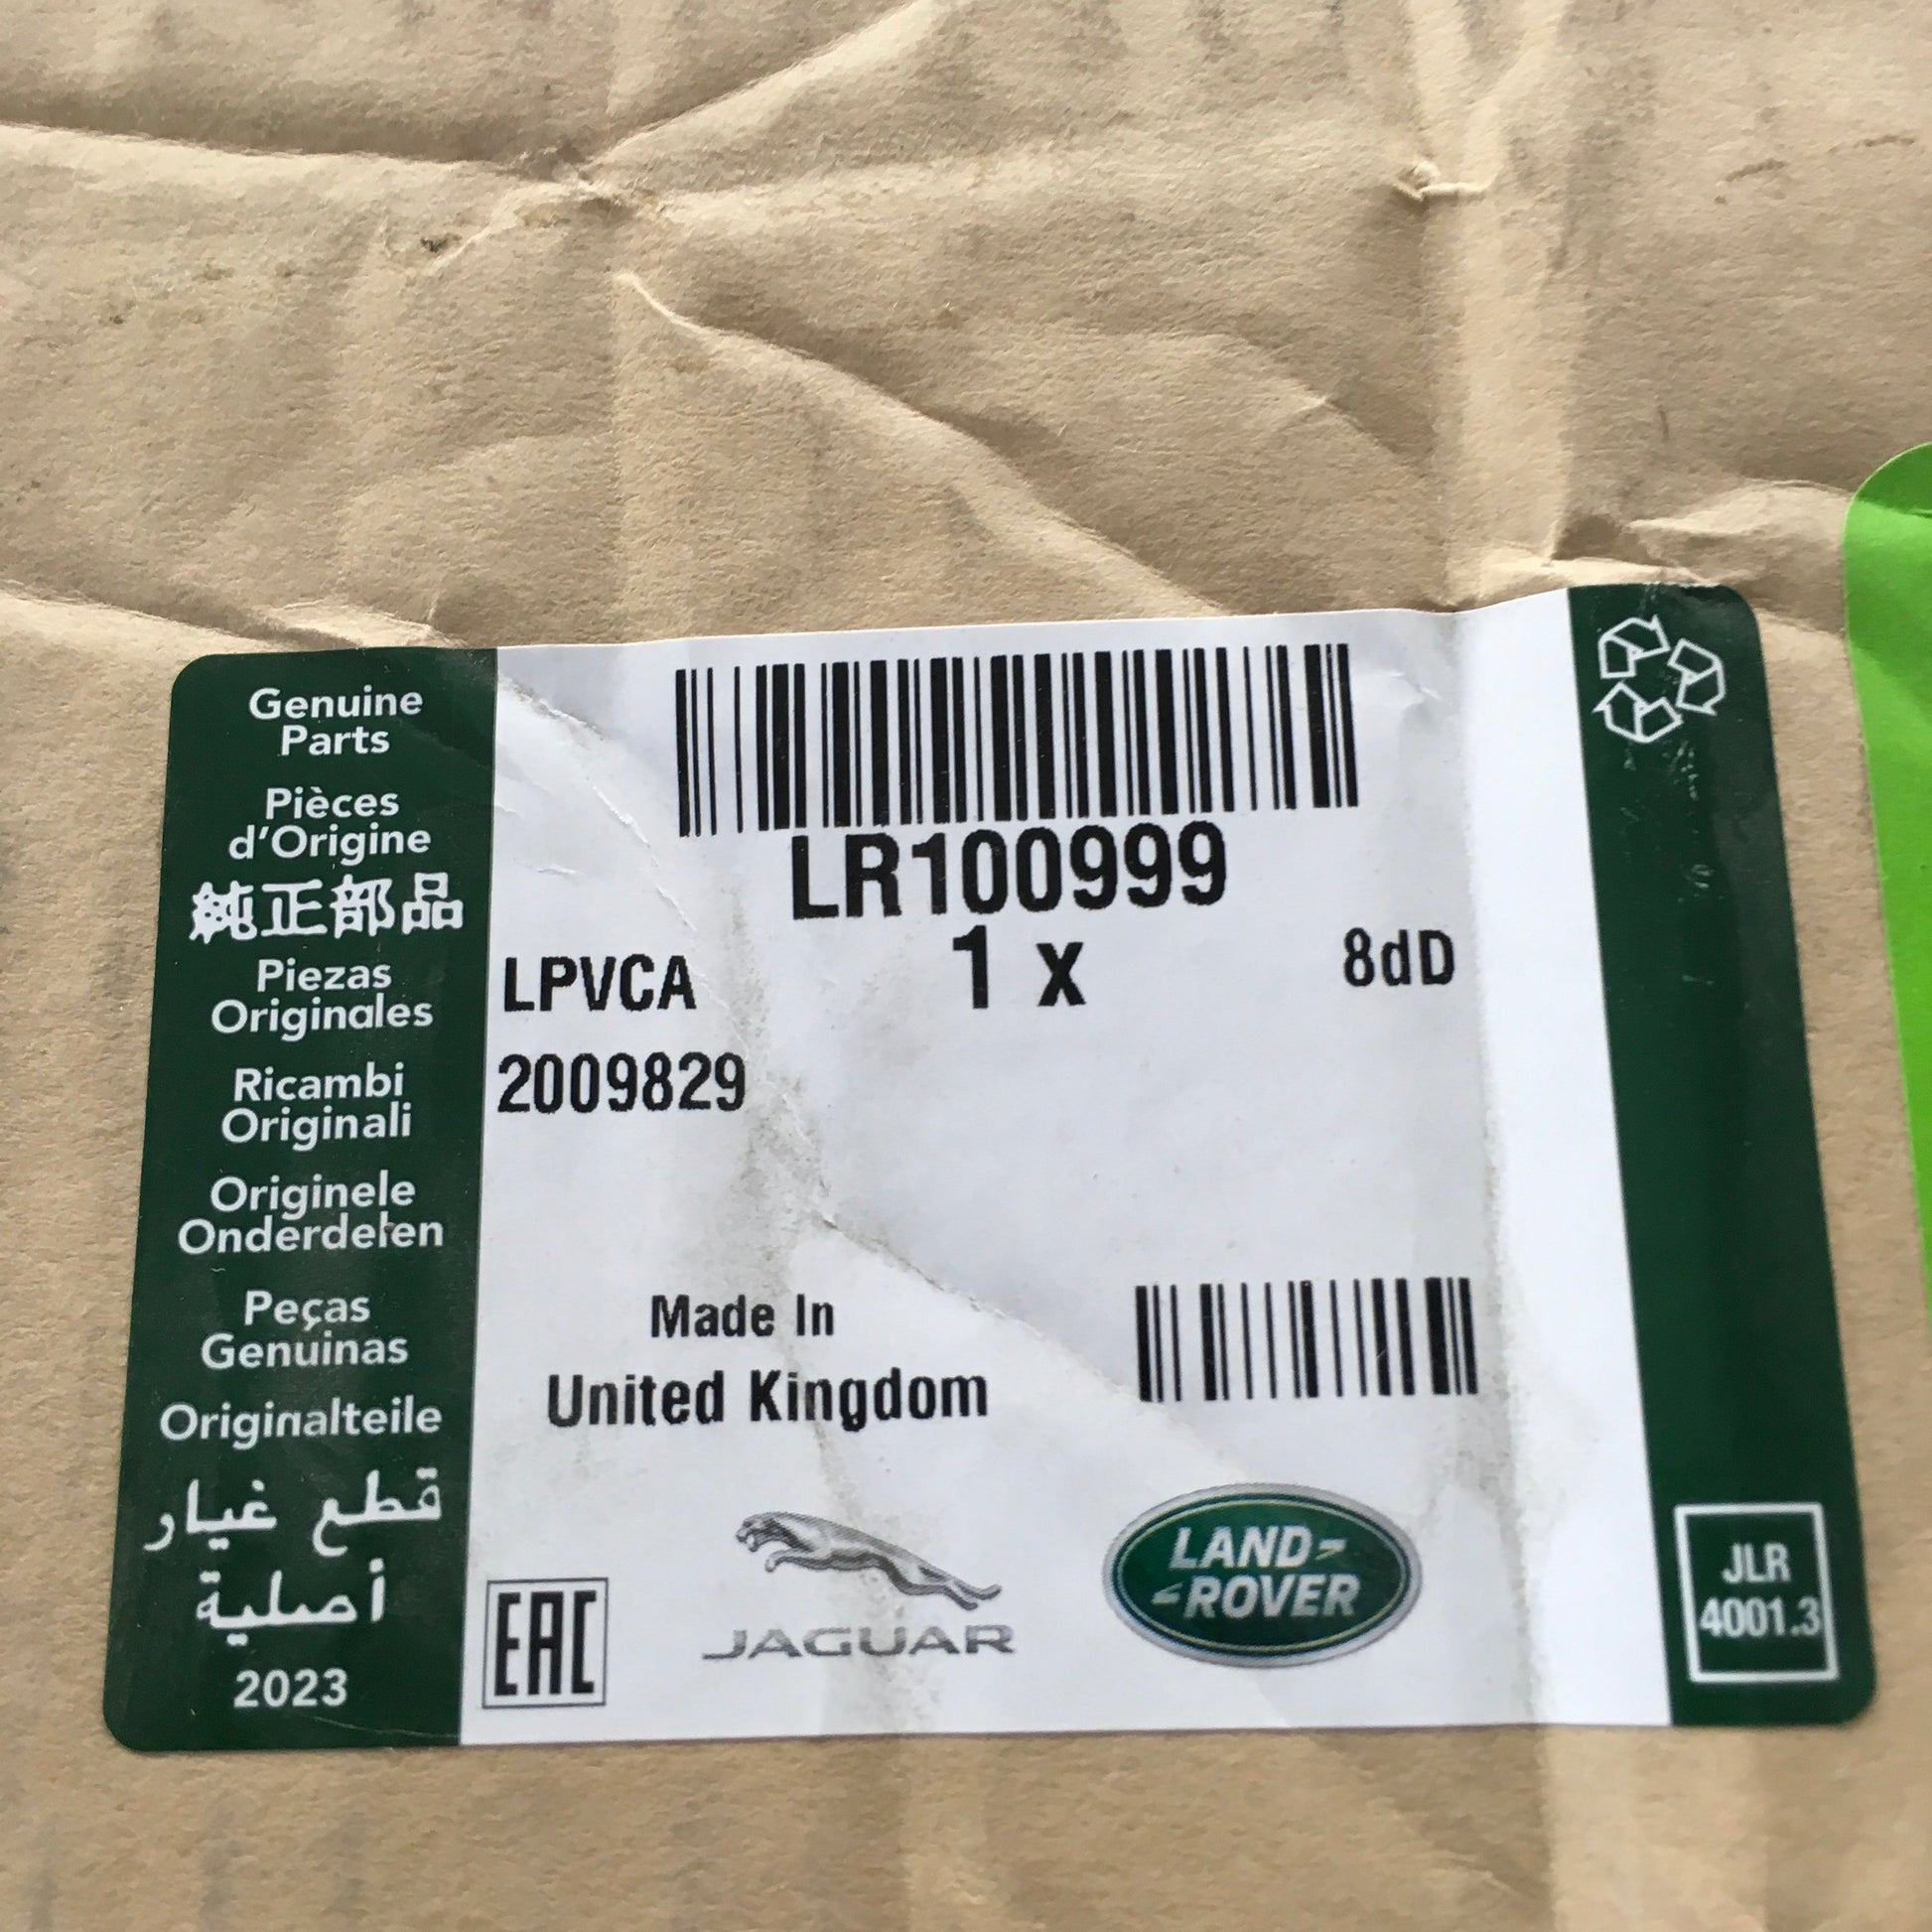 Genuine
Parts
Pièces
d'Origine
純正部品
Piezas
Originales
Ricambi
Originali
Originele
Onderdelen
Peças
Genuinas
Originalteile
قطع غيار
أصلية
2023
LR100999
LPVCA 1 x 8dD
2009829
Made In
United Kingdom
EAC
JAGUAR
LAND-
-ROVER
JLR
4001.3